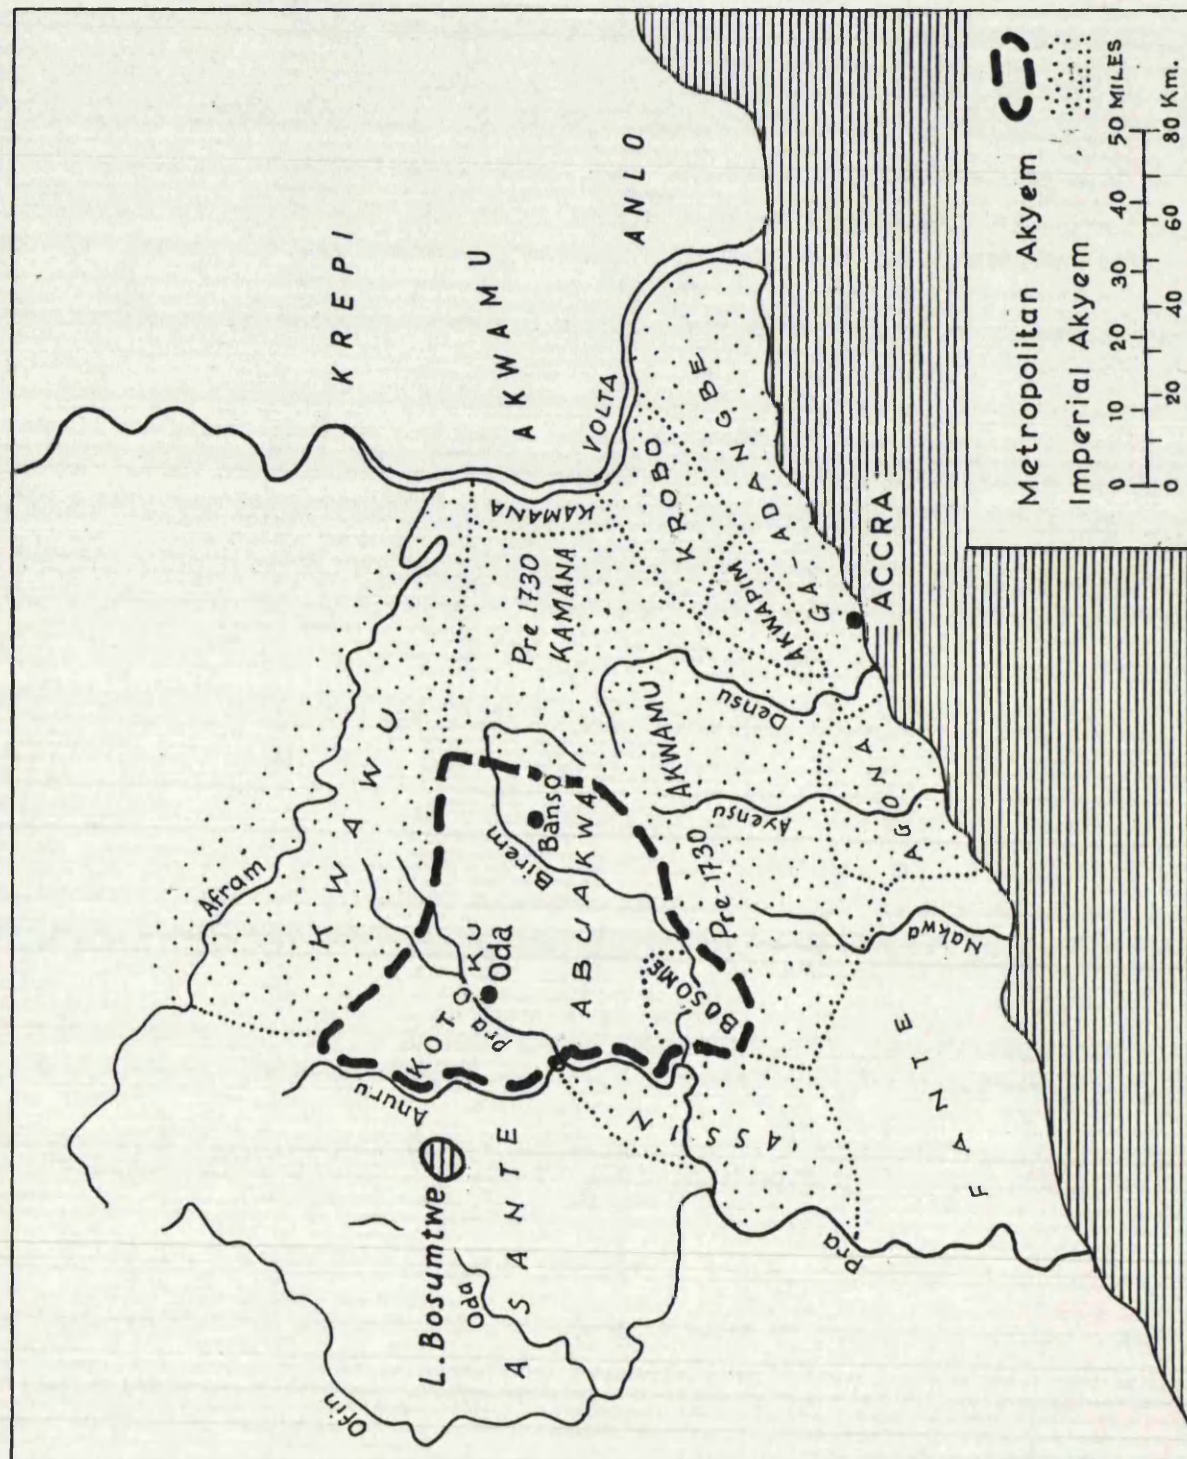 KREPI
AKWAMU
ANLO
VOLTA
KAMANA
Pre 1730
KAMANA
KROBO
AKWAPIM
GA-ADANGBE
ACCRA
Afram
KWAWU
Birem
Banso
ABUAKWA
KOTOKU
Oda
Pra
Anuru
BOSOME
Pre-1730
AKWAMU
Densu
Ayensu
AGONA
Nakwa
ASSIN
FANTE
Pra
L. Bosumtwe
Oda
ASANTE
Ofin
Metropolitan Akyem
Imperial Akyem
0 10 20 30 40 50 MILES
0 20 40 60 80 Km.